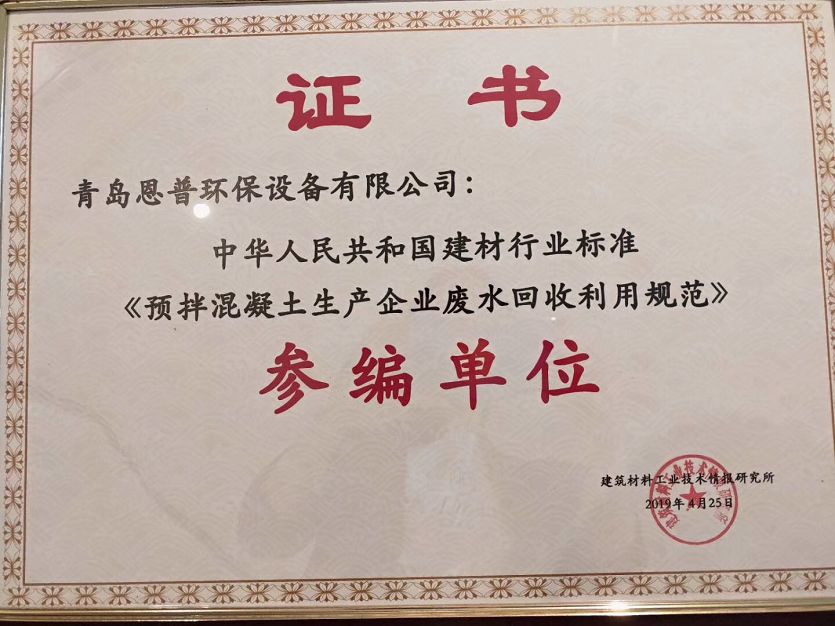 证书
青岛恩普环保设备有限公司：
中华人民共和国建材行业标准
《预拌混凝土生产企业废水回收利用规范》
参编单位
建筑材料工业技术情报研究所
2019年4月25日